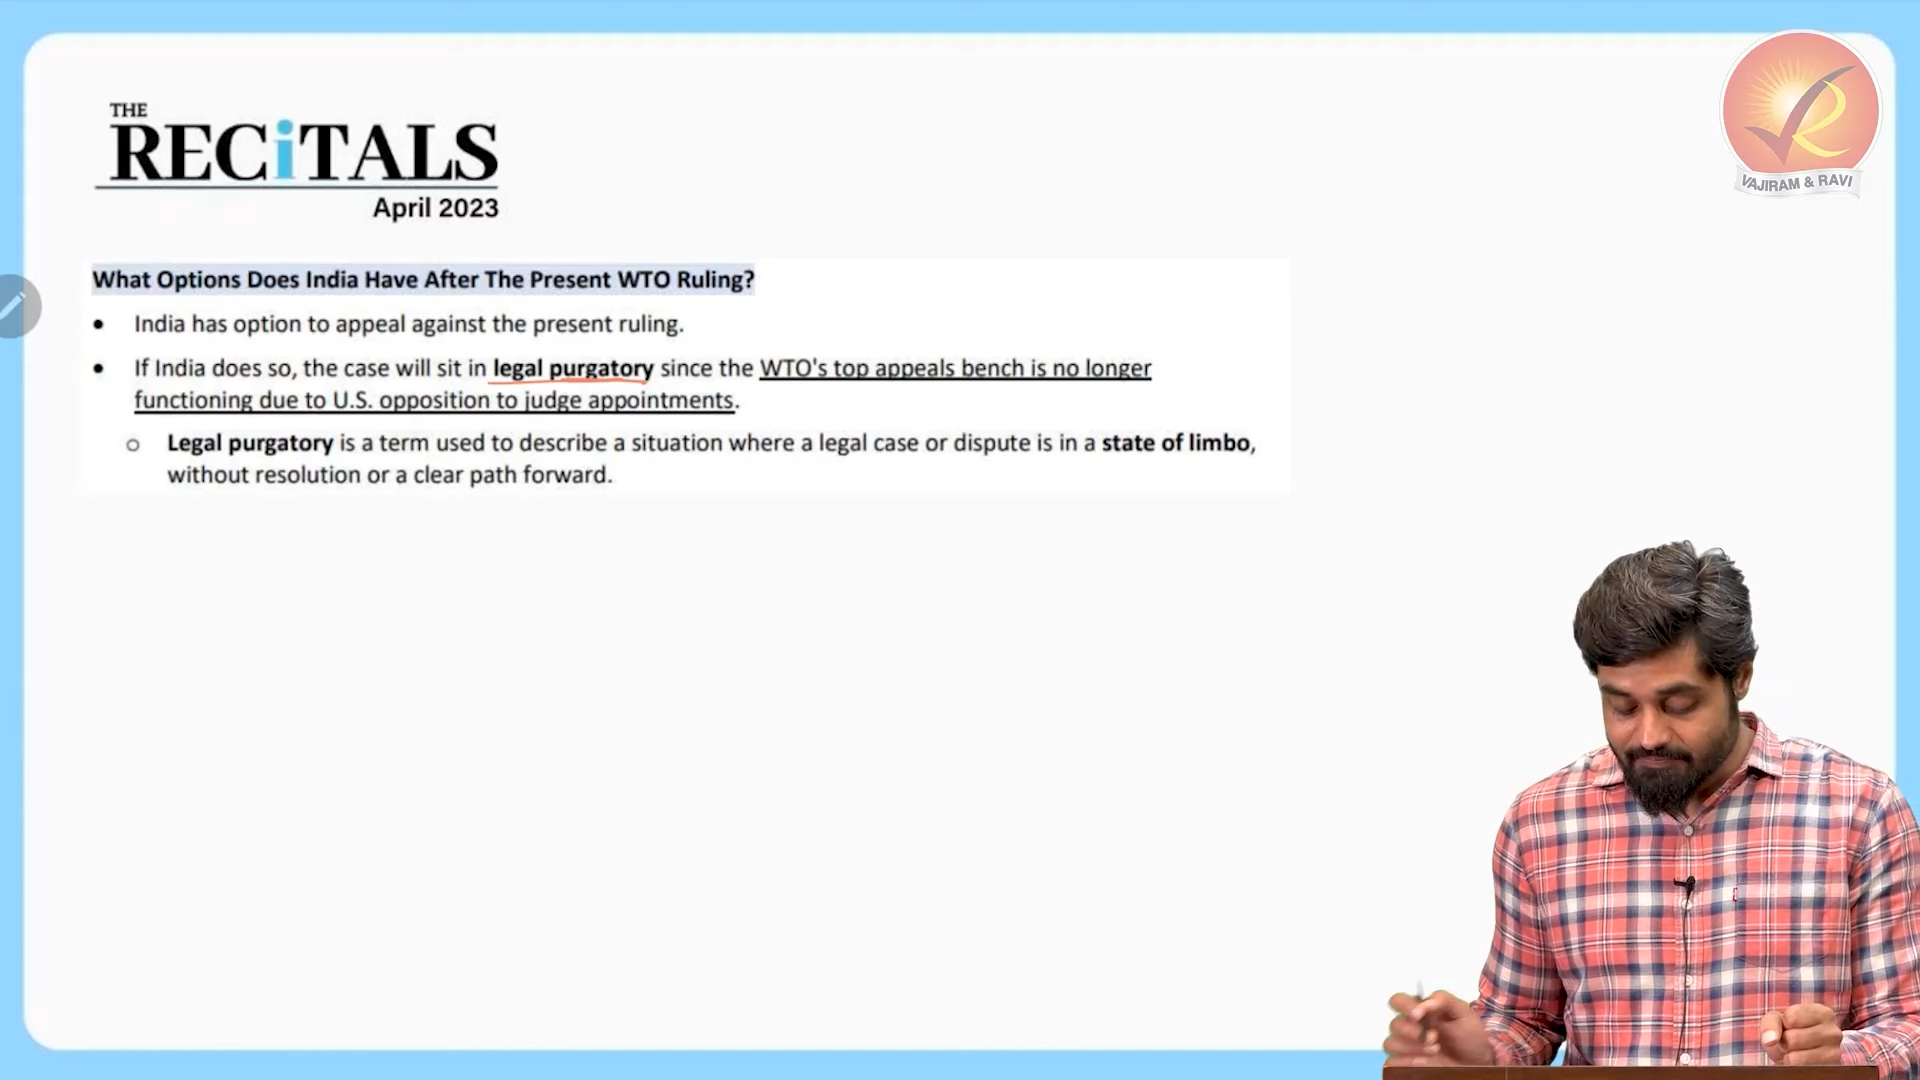 THE
RECiTALS
April 2023
VAJIRAM & RAVI
What Options Does India Have After The Present WTO Ruling?
• India has option to appeal against the present ruling.
• If India does so, the case will sit in legal purgatory since the WTO's top appeals bench is no longer
functioning due to U.S. opposition to judge appointments.
o Legal purgatory is a term used to describe a situation where a legal case or dispute is in a state of limbo,
without resolution or a clear path forward.